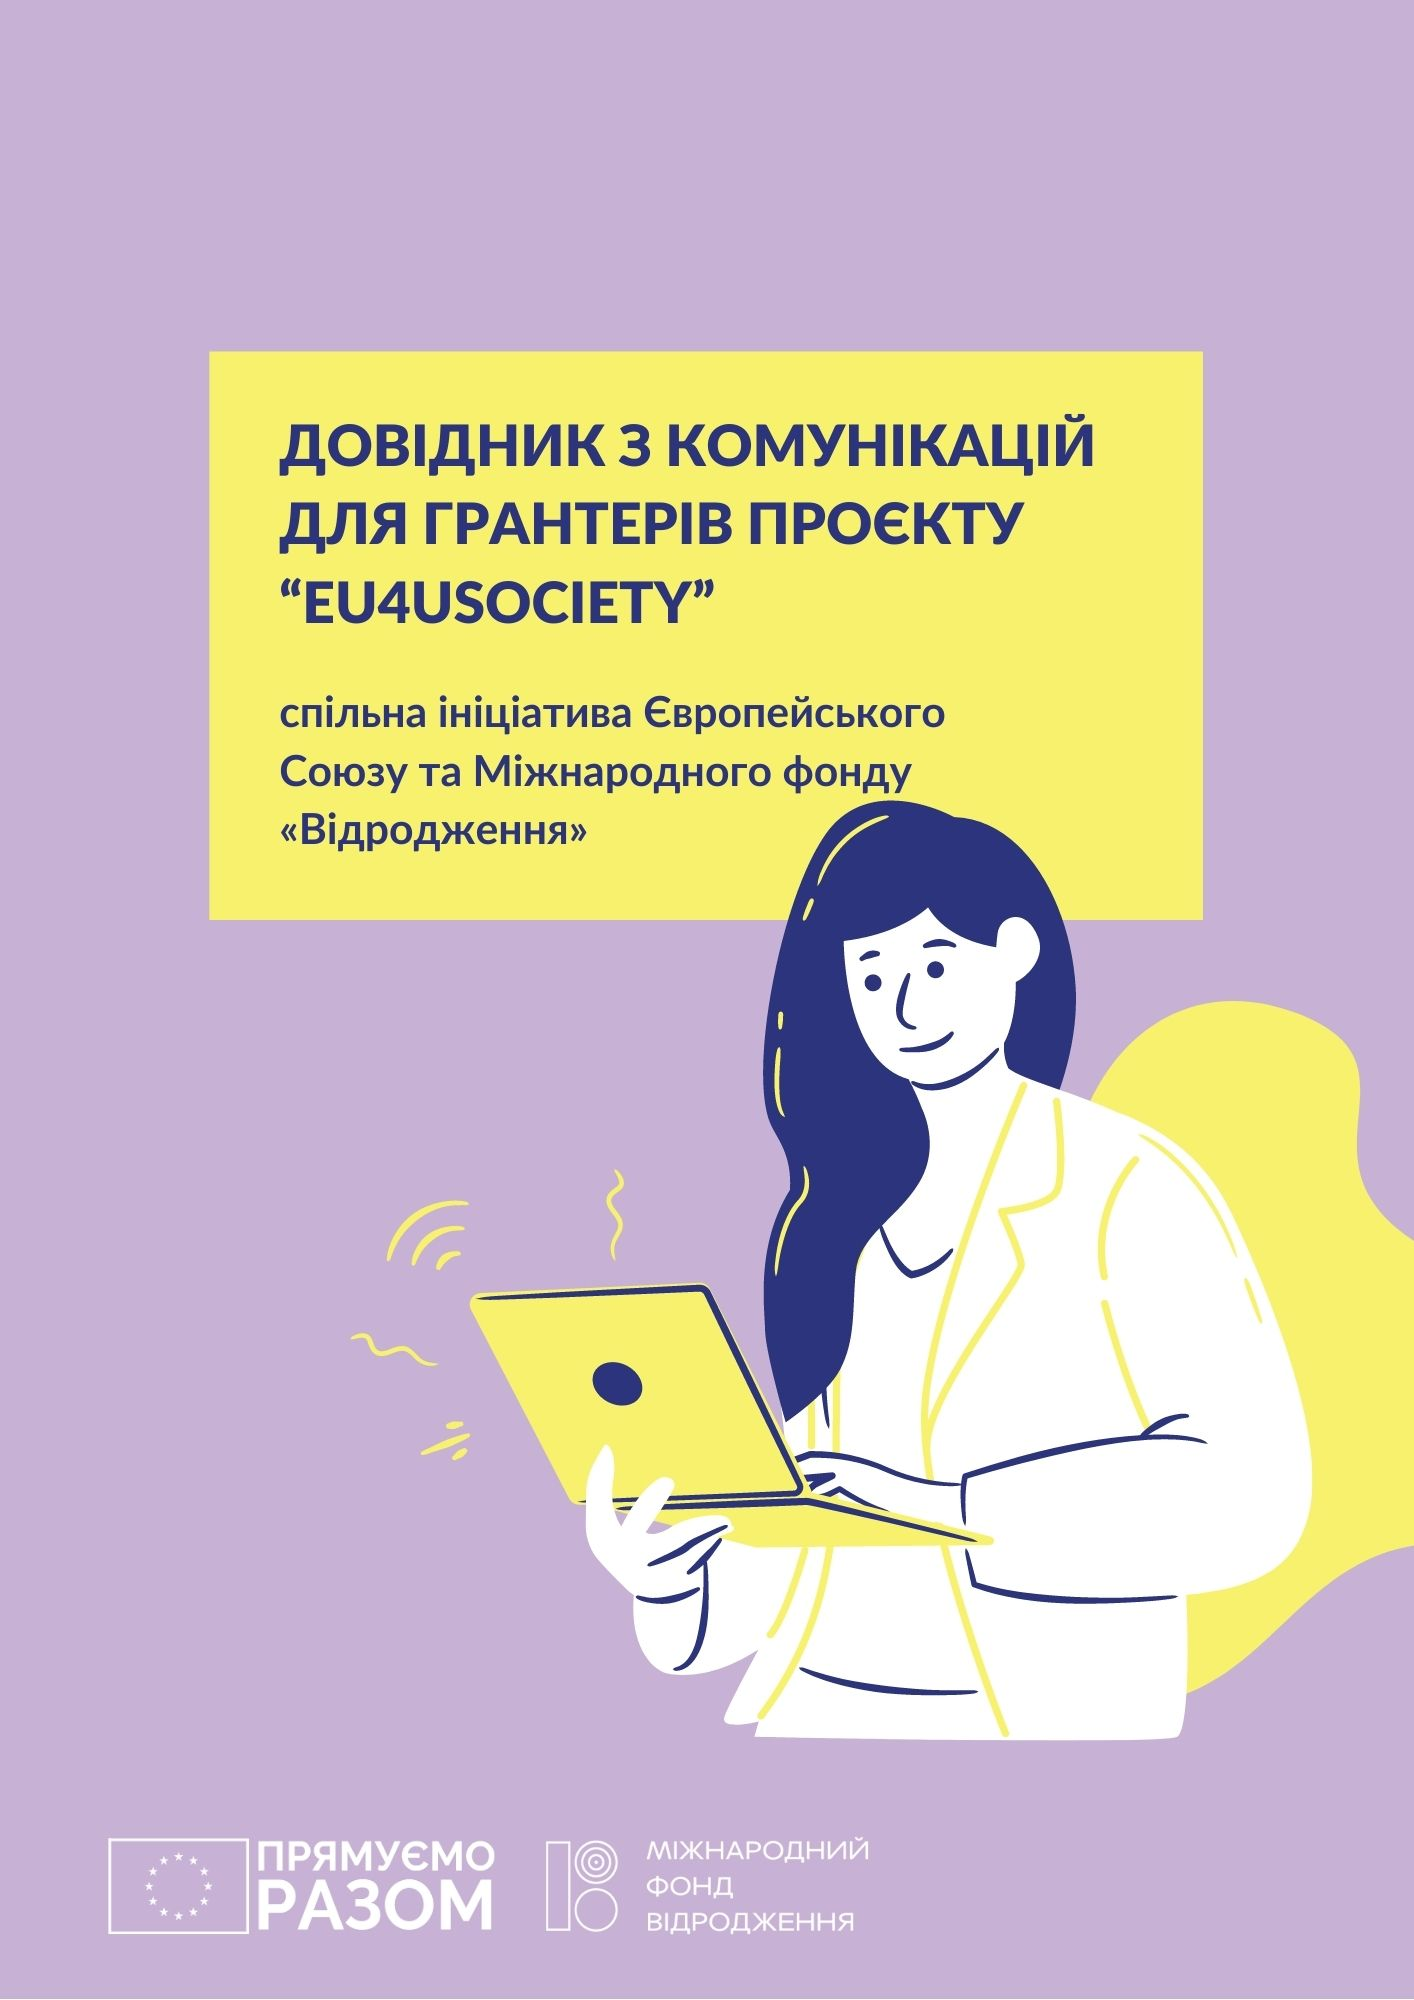 ДОВІДНИК З КОМУНІКАЦІЙ
ДЛЯ ГРАНТЕРІВ ПРОЄКТУ
“EU4USOCIETY”
спільна ініціатива Європейського
Союзу та Міжнародного фонду
«Відродження»
ПРЯМУЄМО
РАЗОМ
МІЖНАРОДНИЙ
ФОНД
ВІДРОДЖЕННЯ